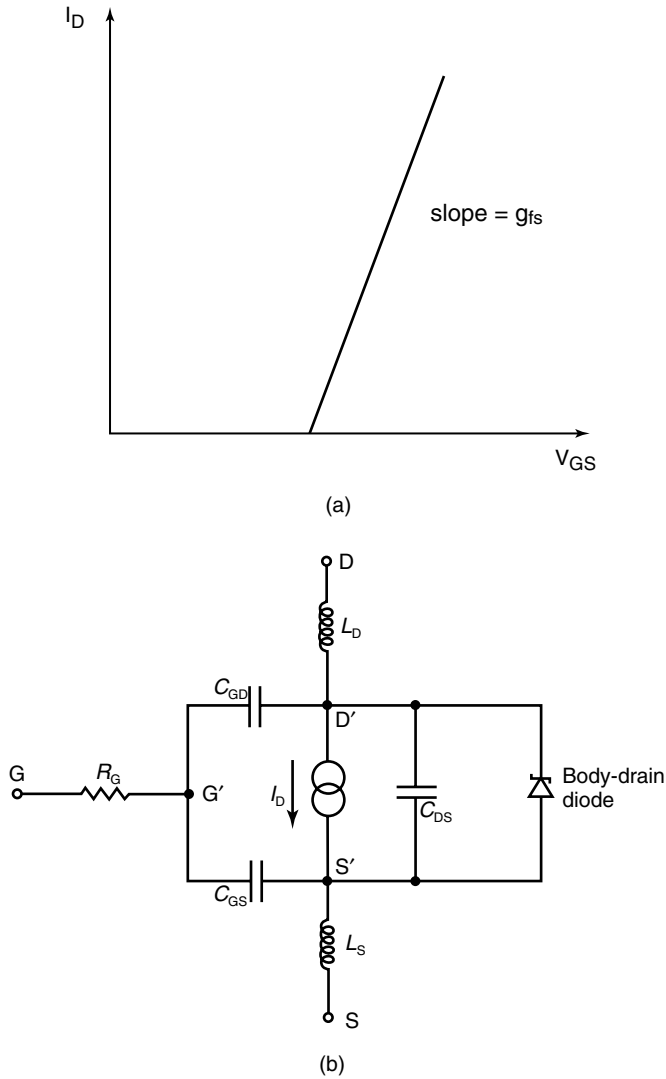 I_D
slope = g_fs
V_GS
(a)
D
L_D
C_GD
D′
G
R_G
G′
I_D
C_DS
Body-drain
diode
S′
C_GS
L_S
S
(b)